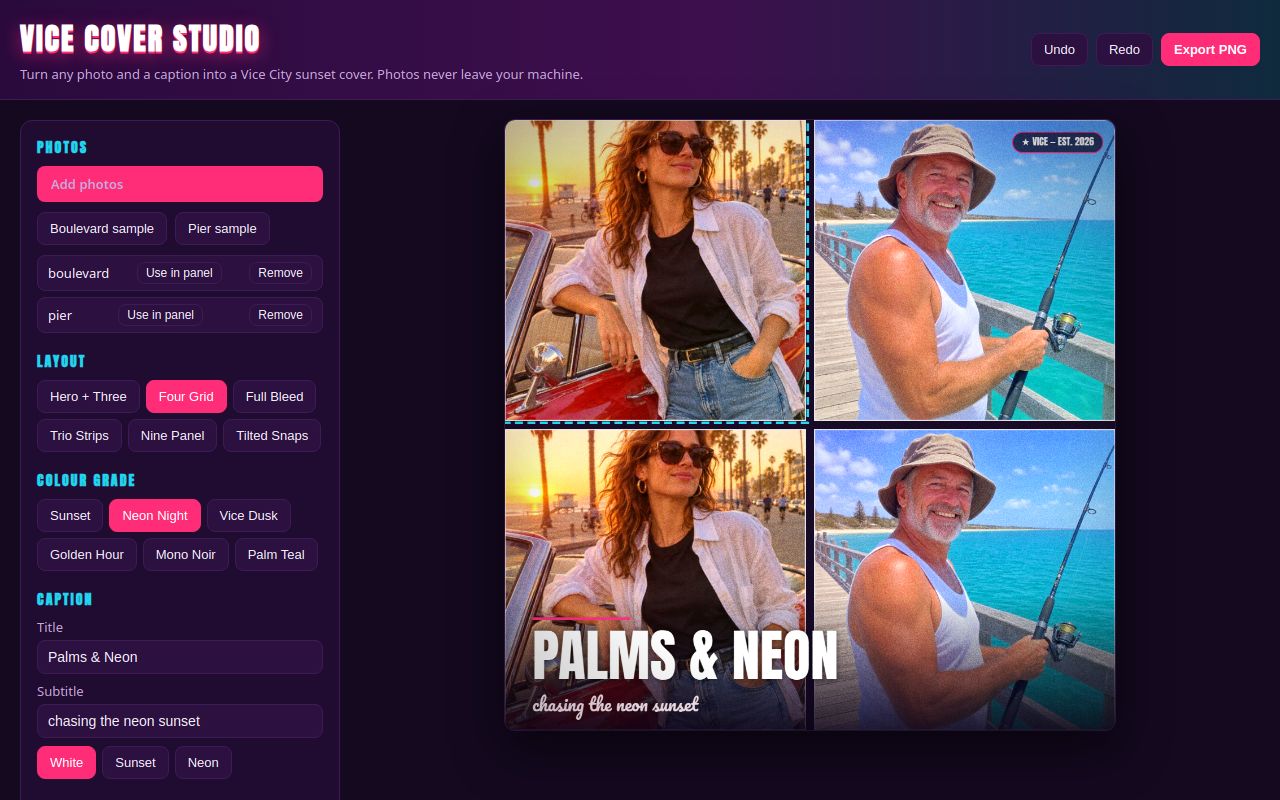 VICE COVER STUDIO
Turn any photo and a caption into a Vice City sunset cover. Photos never leave your machine.
Undo
Redo
Export PNG
PHOTOS
Add photos
Boulevard sample
Pier sample
boulevard
Use in panel
Remove
pier
Use in panel
Remove
LAYOUT
Hero + Three
Four Grid
Full Bleed
Trio Strips
Nine Panel
Tilted Snaps
COLOUR GRADE
Sunset
Neon Night
Vice Dusk
Golden Hour
Mono Noir
Palm Teal
CAPTION
Title
Palms & Neon
Subtitle
chasing the neon sunset
White
Sunset
Neon
★ VICE – EST. 2026
PALMS & NEON
chasing the neon sunset